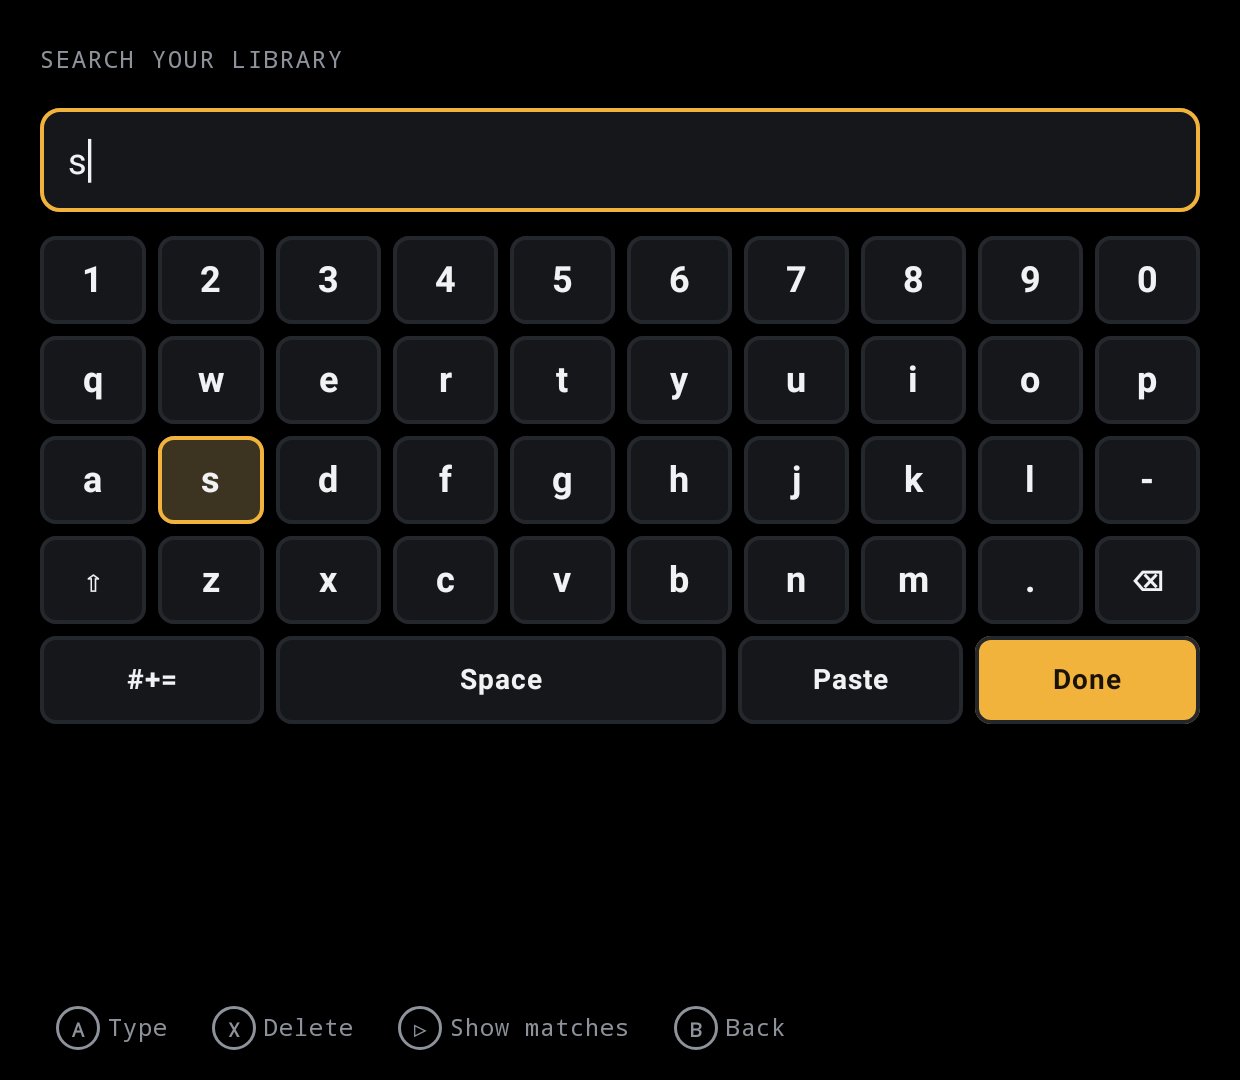 SEARCH YOUR LIBRARY
s
1 2 3 4 5 6 7 8 9 0
q w e r t y u i o p
a s d f g h j k l -
⇧ z x c v b n m . ⌫
#+= Space Paste Done
A Type X Delete ▷ Show matches B Back